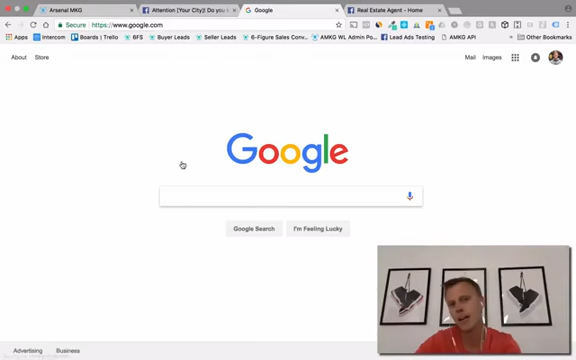 Arsenal MKG
Attention [Your City]! Do you
Google
Real Estate Agent - Home
Secure
https://www.google.com
Apps
Intercom
Boards | Trello
6FS
Buyer Leads
Seller Leads
6-Figure Sales Conv...
AMKG WL Admin Po...
Lead Ads Testing
AMKG API
Other Bookmarks
About
Store
Mail
Images
Google
Google Search
I'm Feeling Lucky
Advertising
Business